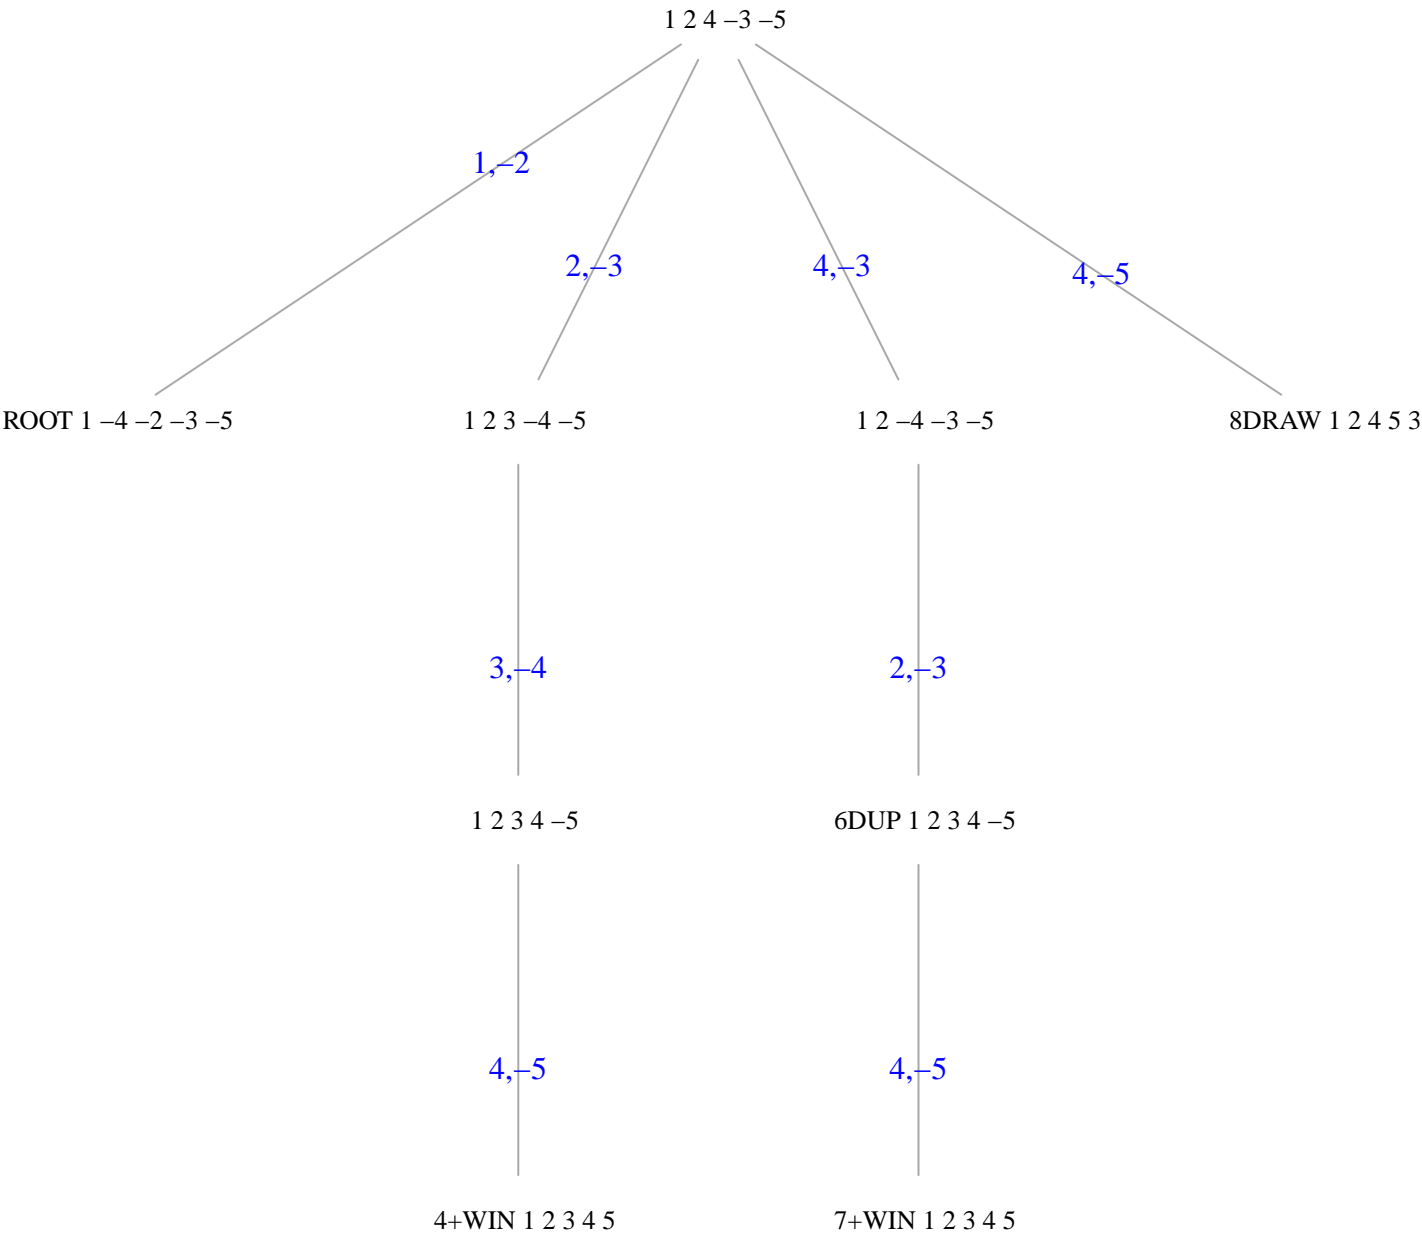 1 2 4 –3 –5
1,–2
2,–3
4,–3
4,–5
ROOT 1 –4 –2 –3 –5
1 2 3 –4 –5
1 2 –4 –3 –5
8DRAW 1 2 4 5 3
3,–4
2,–3
1 2 3 4 –5
6DUP 1 2 3 4 –5
4,–5
4,–5
4+WIN 1 2 3 4 5
7+WIN 1 2 3 4 5